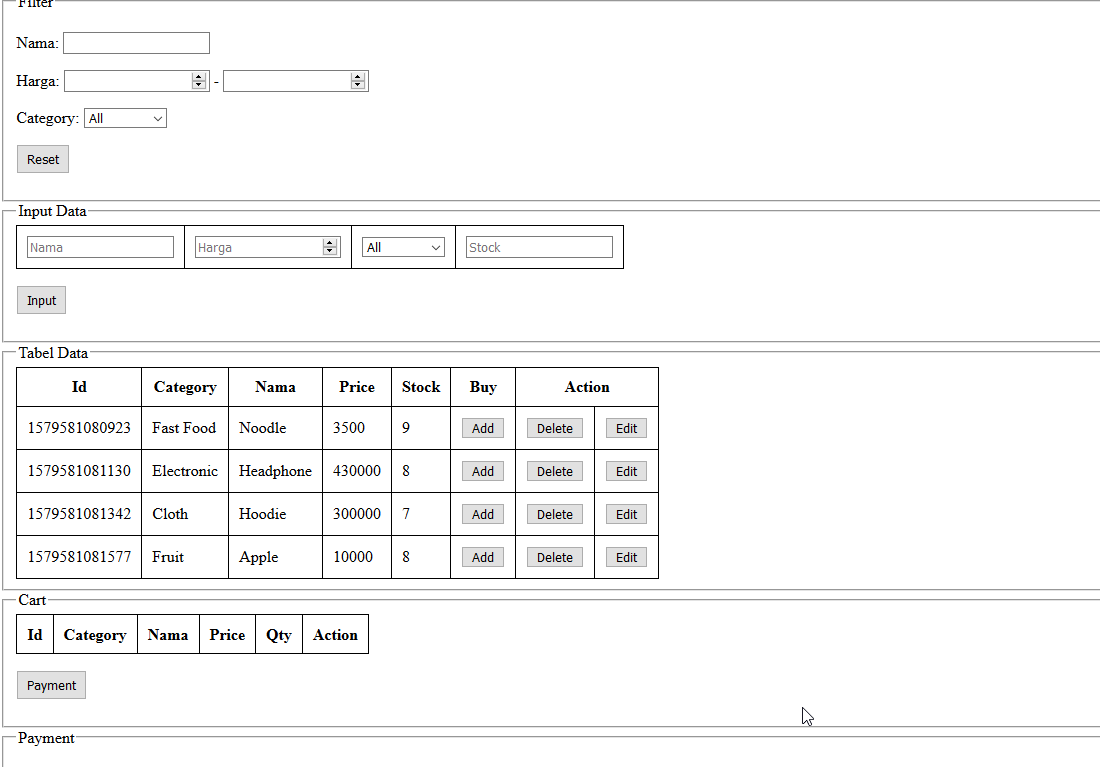 Filter
Nama:
Harga: -
Category: All
Reset
Input Data
Nama Harga All Stock
Input
Tabel Data
Id Category Nama Price Stock Buy Action
1579581080923 Fast Food Noodle 3500 9 Add Delete Edit
1579581081130 Electronic Headphone 430000 8 Add Delete Edit
1579581081342 Cloth Hoodie 300000 7 Add Delete Edit
1579581081577 Fruit Apple 10000 8 Add Delete Edit
Cart
Id Category Nama Price Qty Action
Payment
Payment